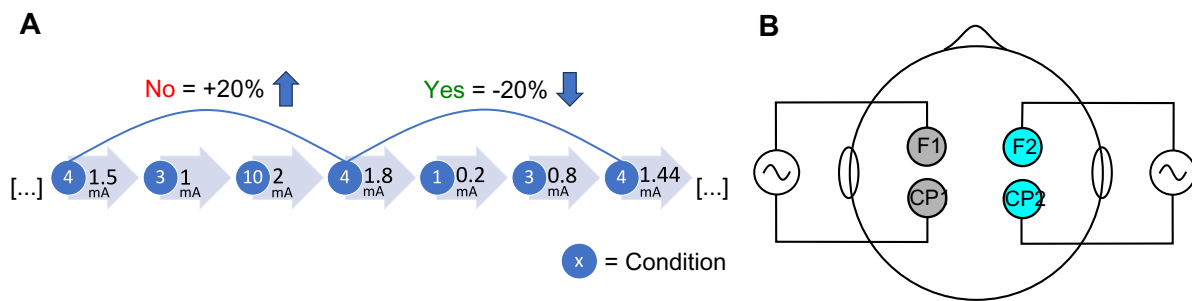 A
No = +20%
Yes = -20%
[...] 4 1.5 mA 3 1 mA 10 2 mA 4 1.8 mA 1 0.2 mA 3 0.8 mA 4 1.44 mA [...]
x = Condition
B
F1 F2
CP1 CP2